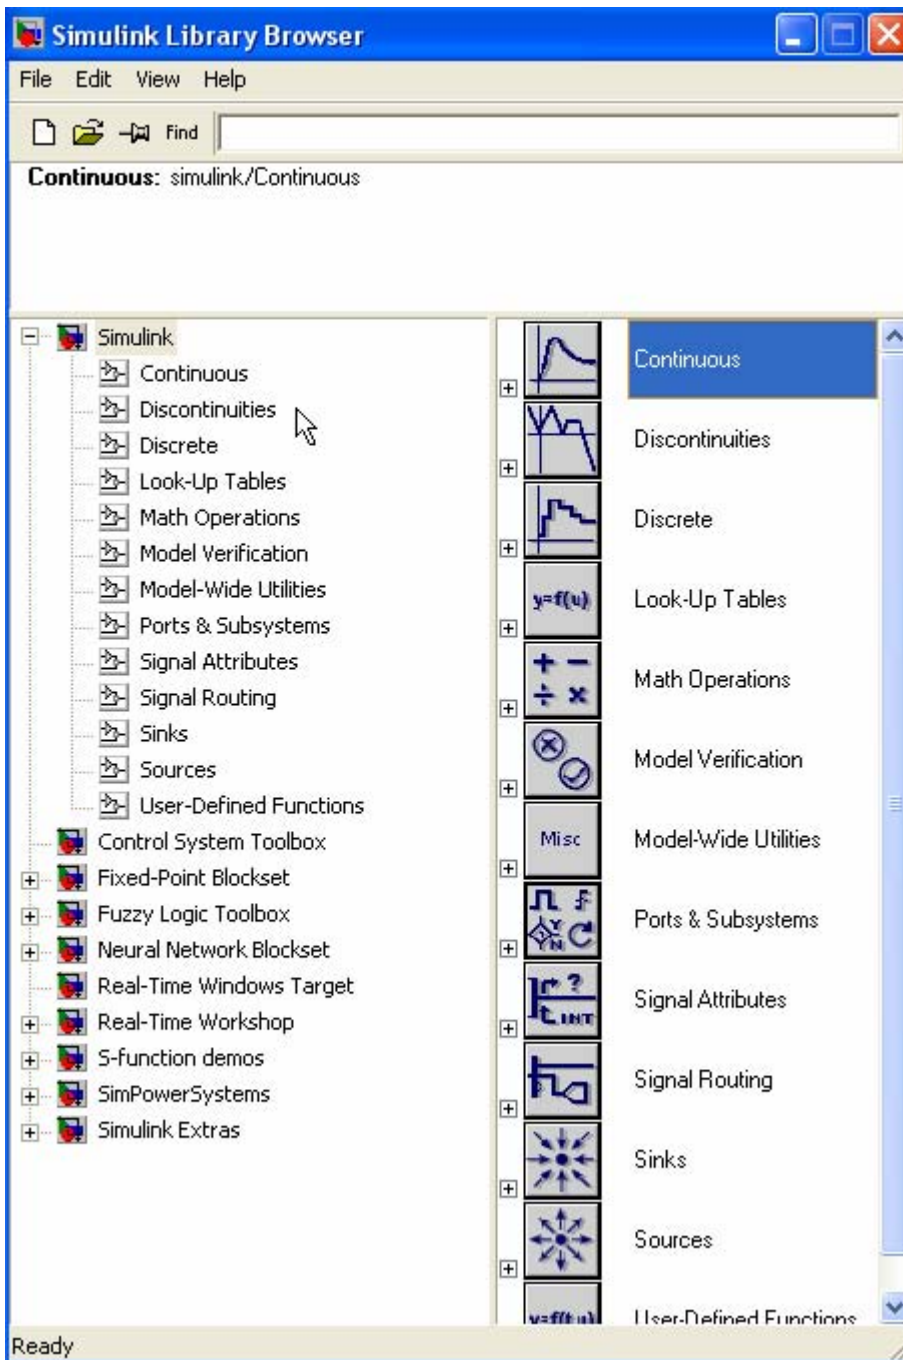 Simulink Library Browser
File Edit View Help
Find
Continuous: simulink/Continuous
Simulink
Continuous
Discontinuities
Discrete
Look-Up Tables
Math Operations
Model Verification
Model-Wide Utilities
Ports & Subsystems
Signal Attributes
Signal Routing
Sinks
Sources
User-Defined Functions
Control System Toolbox
Fixed-Point Blockset
Fuzzy Logic Toolbox
Neural Network Blockset
Real-Time Windows Target
Real-Time Workshop
S-function demos
SimPowerSystems
Simulink Extras
Continuous
Discontinuities
Discrete
y=f(u) Look-Up Tables
+ − ÷ × Math Operations
Model Verification
Misc Model-Wide Utilities
Y N Ports & Subsystems
? t INT Signal Attributes
Signal Routing
Sinks
Sources
User-Defined Functions
Ready